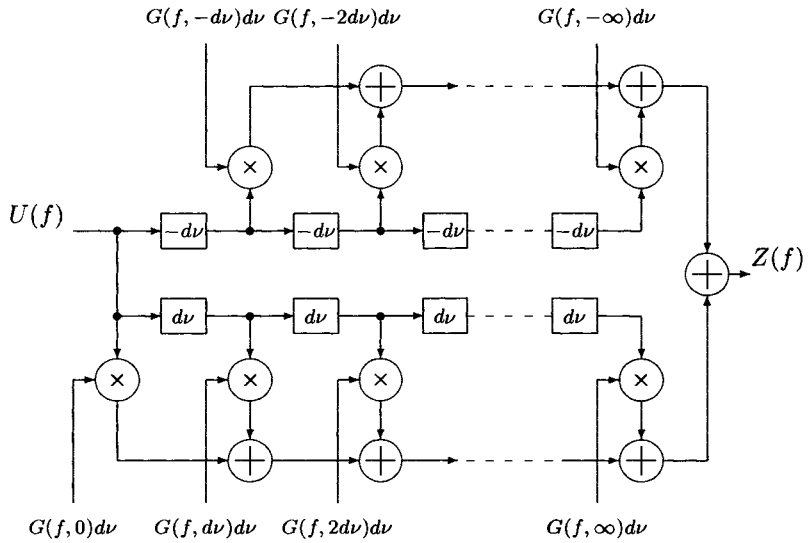 G(f, −dν)dν G(f, −2dν)dν G(f, −∞)dν
+ +
× × ×
U(f) −dν −dν −dν −dν
+ Z(f)
dν dν dν dν
× × × ×
+ + +
G(f, 0)dν G(f, dν)dν G(f, 2dν)dν G(f, ∞)dν